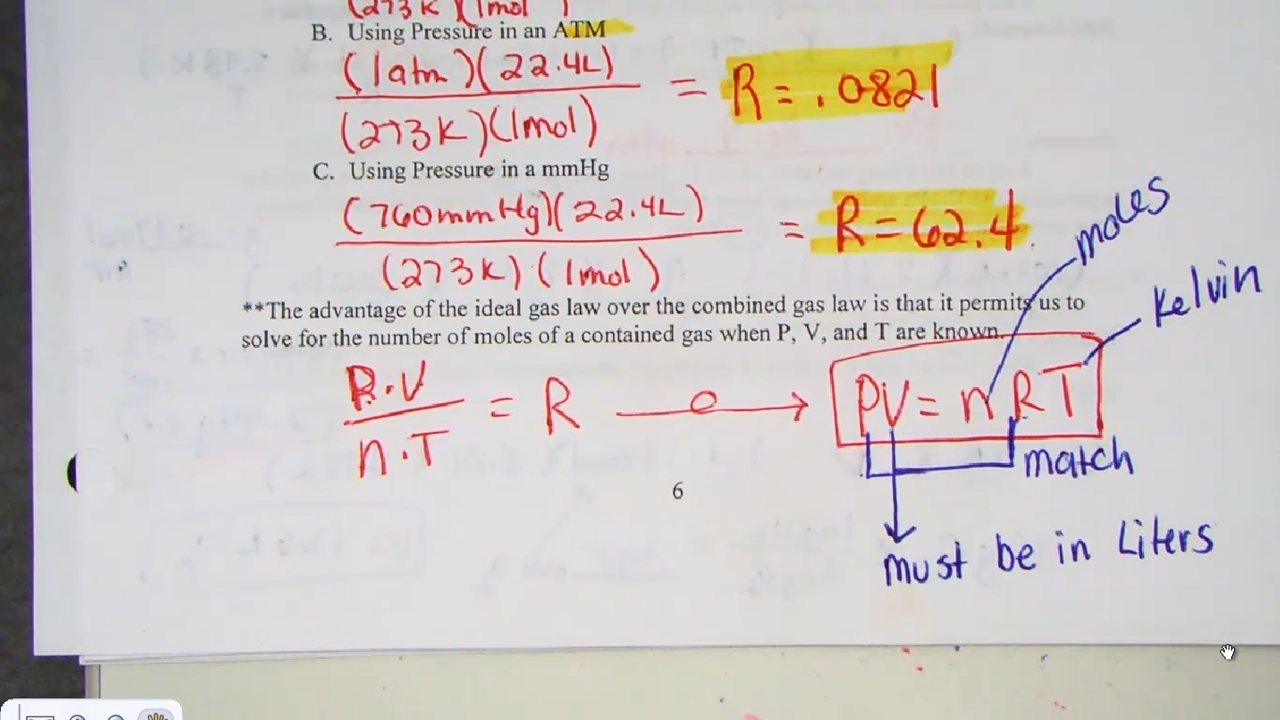 (273K)(1mol)
B. Using Pressure in an ATM
(1atm)(22.4L)
= R = .0821
(273K)(1mol)
C. Using Pressure in a mmHg
(760mmHg)(22.4L)
= R = 62.4
(273K)(1mol)
moles
Kelvin
**The advantage of the ideal gas law over the combined gas law is that it permits us to
solve for the number of moles of a contained gas when P, V, and T are known.
P.V
= R
n.T
PV = nRT
match
6
must be in Liters